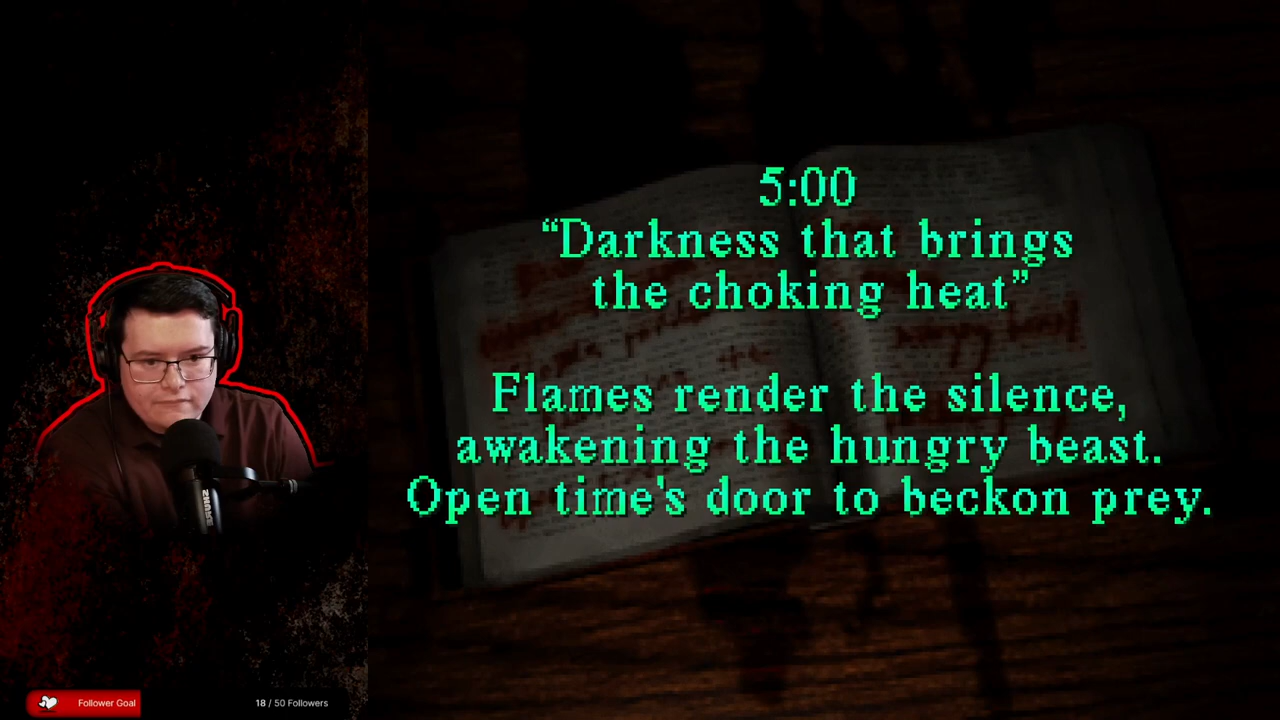 5:00
“Darkness that brings
the choking heat”
Flames render the silence,
awakening the hungry beast.
Open time's door to beckon prey.
SHURE
Follower Goal
18 / 50 Followers